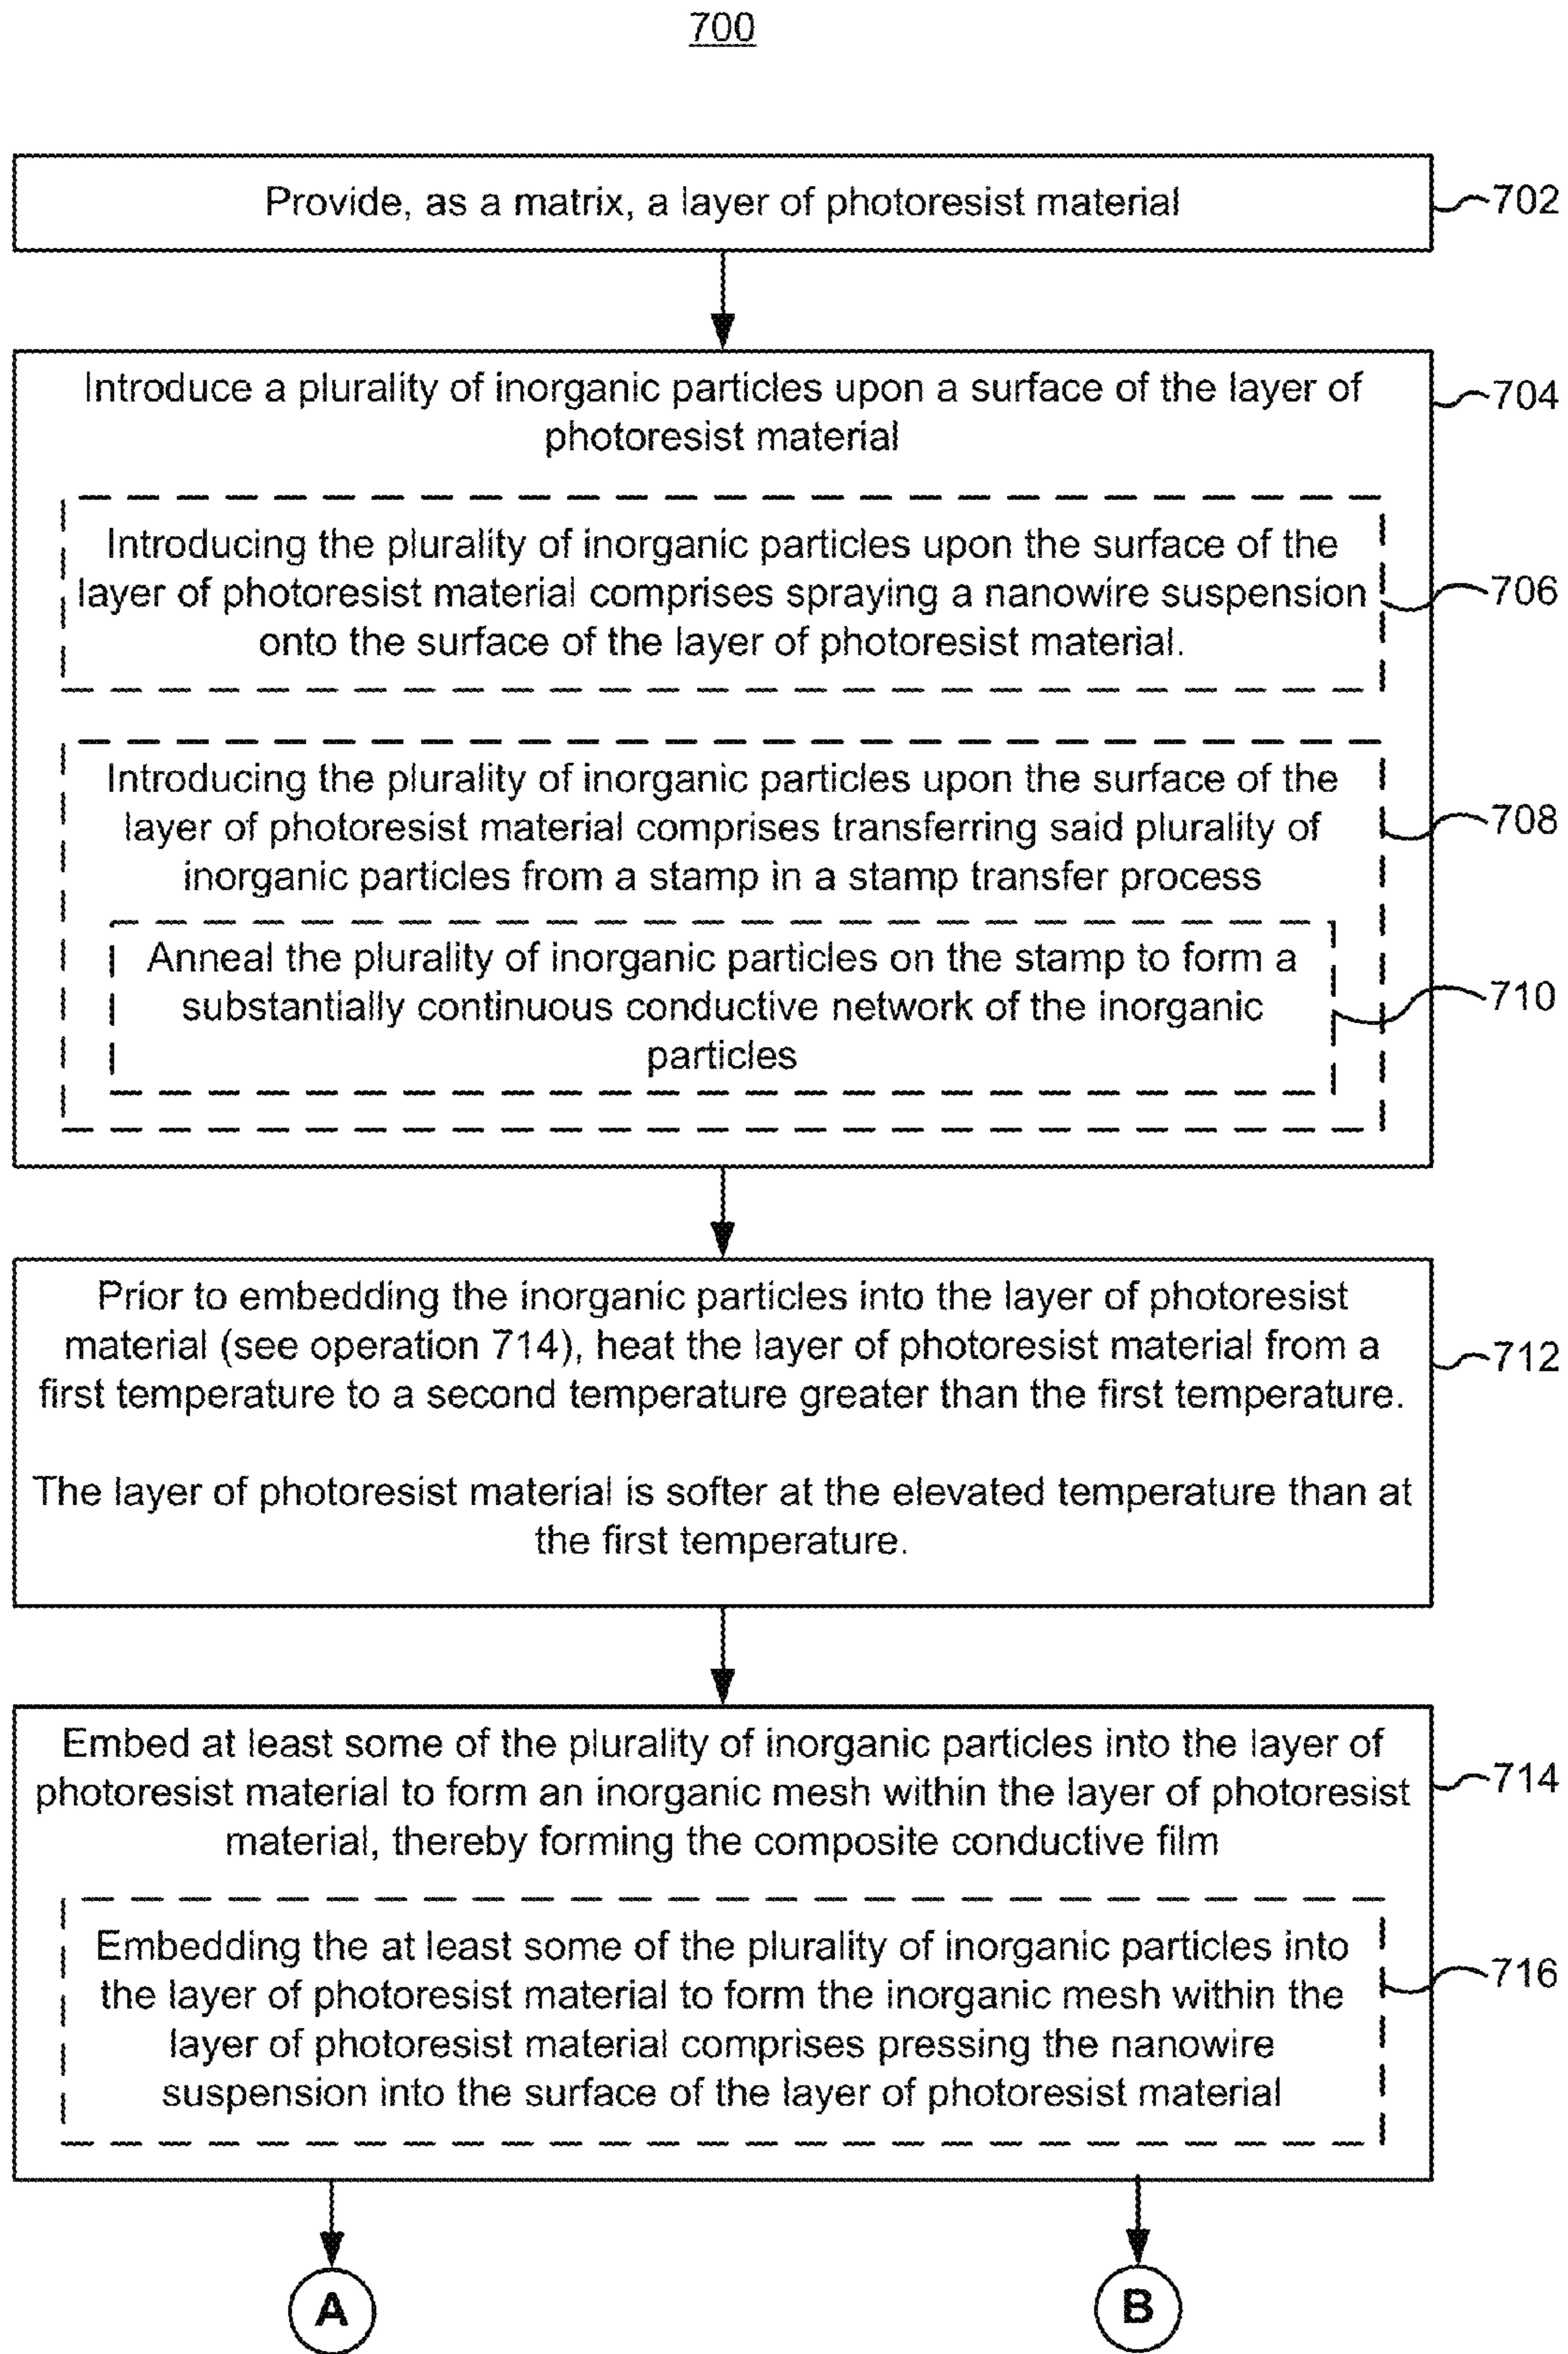 700
Provide, as a matrix, a layer of photoresist material
702
Introduce a plurality of inorganic particles upon a surface of the layer of
photoresist material
704
Introducing the plurality of inorganic particles upon the surface of the
layer of photoresist material comprises spraying a nanowire suspension
onto the surface of the layer of photoresist material.
706
Introducing the plurality of inorganic particles upon the surface of the
layer of photoresist material comprises transferring said plurality of
inorganic particles from a stamp in a stamp transfer process
708
Anneal the plurality of inorganic particles on the stamp to form a
substantially continuous conductive network of the inorganic
particles
710
Prior to embedding the inorganic particles into the layer of photoresist
material (see operation 714), heat the layer of photoresist material from a
first temperature to a second temperature greater than the first temperature.
The layer of photoresist material is softer at the elevated temperature than at
the first temperature.
712
Embed at least some of the plurality of inorganic particles into the layer of
photoresist material to form an inorganic mesh within the layer of photoresist
material, thereby forming the composite conductive film
714
Embedding the at least some of the plurality of inorganic particles into
the layer of photoresist material to form the inorganic mesh within the
layer of photoresist material comprises pressing the nanowire
suspension into the surface of the layer of photoresist material
716
A
B